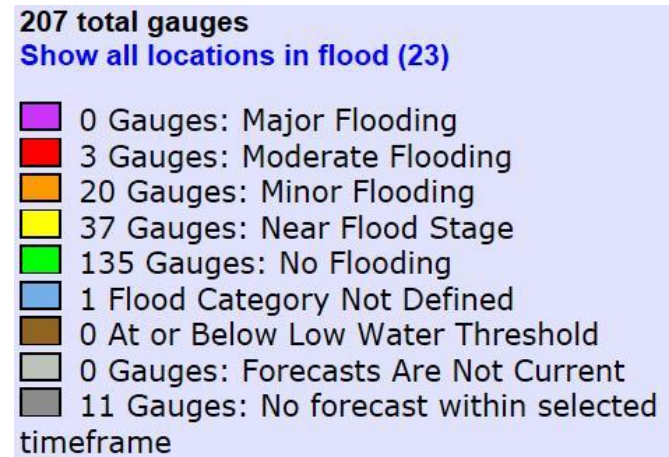 207 total gauges
Show all locations in flood (23)
0 Gauges: Major Flooding
3 Gauges: Moderate Flooding
20 Gauges: Minor Flooding
37 Gauges: Near Flood Stage
135 Gauges: No Flooding
1 Flood Category Not Defined
0 At or Below Low Water Threshold
0 Gauges: Forecasts Are Not Current
11 Gauges: No forecast within selected
timeframe